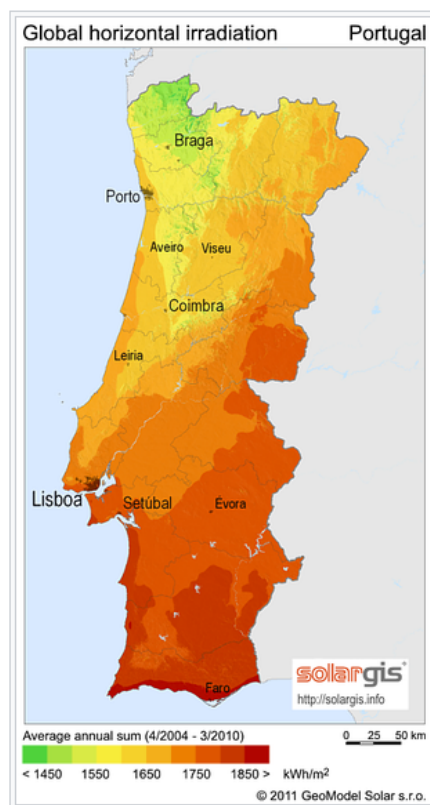 Global horizontal irradiation Portugal
Braga
Porto
Aveiro Viseu
Coimbra
Leiria
Lisboa
Setúbal Évora
solargis®
http://solargis.info
Faro
Average annual sum (4/2004 - 3/2010)
0 25 50 km
< 1450 1550 1650 1750 1850 > kWh/m²
© 2011 GeoModel Solar s.r.o.